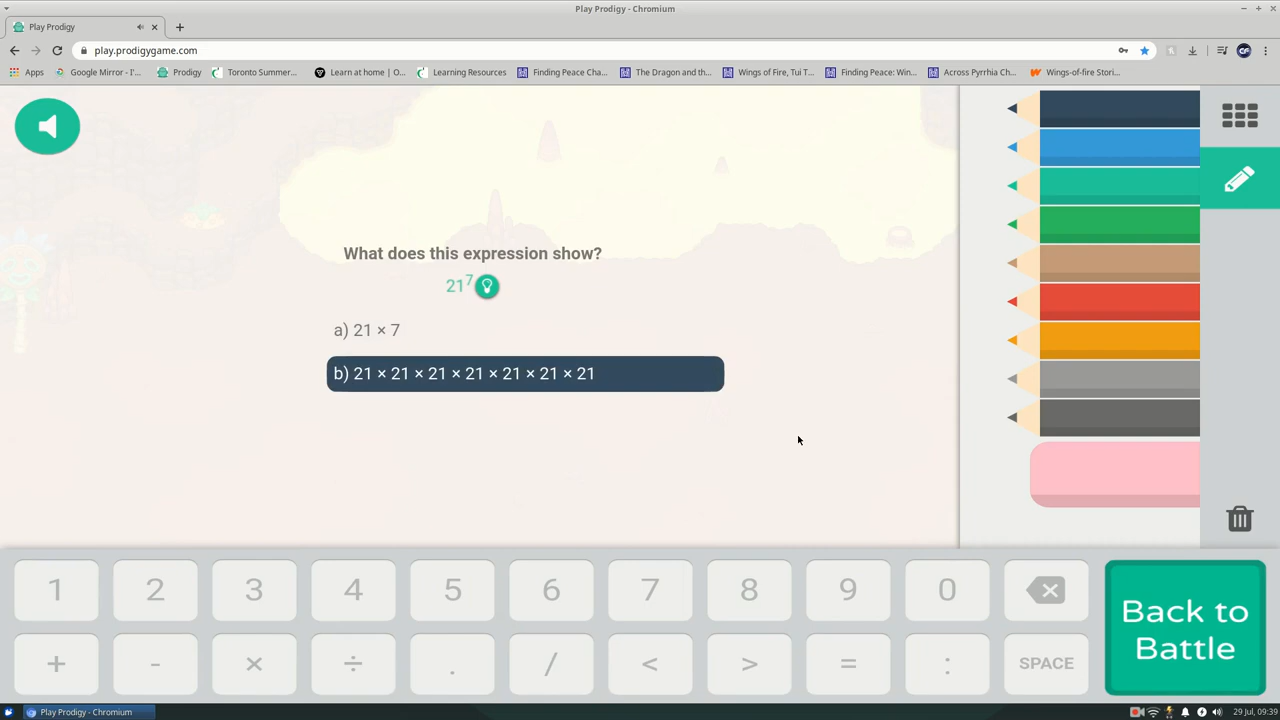 Play Prodigy - Chromium
Play Prodigy
play.prodigygame.com
Apps
Google Mirror - I'...
Prodigy
Toronto Summer...
Learn at home | O...
Learning Resources
Finding Peace Cha...
The Dragon and th...
Wings of Fire, Tui T...
Finding Peace: Win...
Across Pyrrhia Ch...
Wings-of-fire Stori...
What does this expression show?
21⁷
a) 21 × 7
b) 21 × 21 × 21 × 21 × 21 × 21 × 21
1 2 3 4 5 6 7 8 9 0
+ - × ÷ . / < > = : SPACE
Back to
Battle
Play Prodigy - Chromium
29 Jul, 09:39